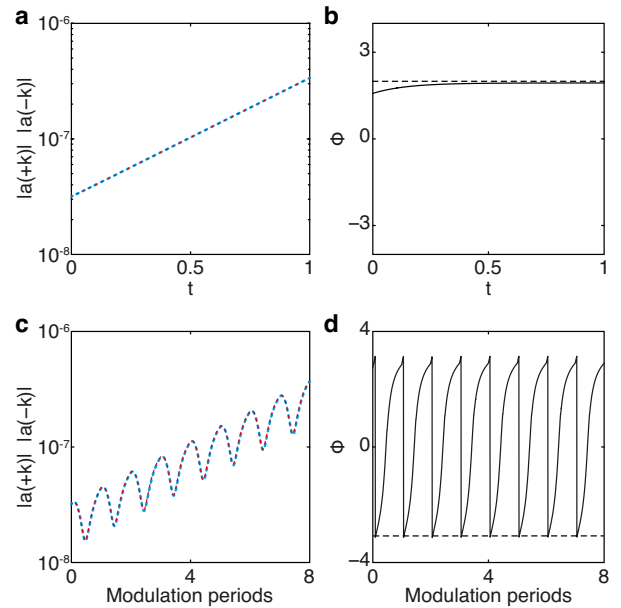 a
10⁻⁶
10⁻⁷
10⁻⁸
|a(+k)| |a(−k)|
0
0.5
1
t
b
3
0
−3
Φ
0
0.5
1
t
c
10⁻⁶
10⁻⁷
10⁻⁸
|a(+k)| |a(−k)|
0
4
8
Modulation periods
d
4
0
−4
Φ
0
4
8
Modulation periods